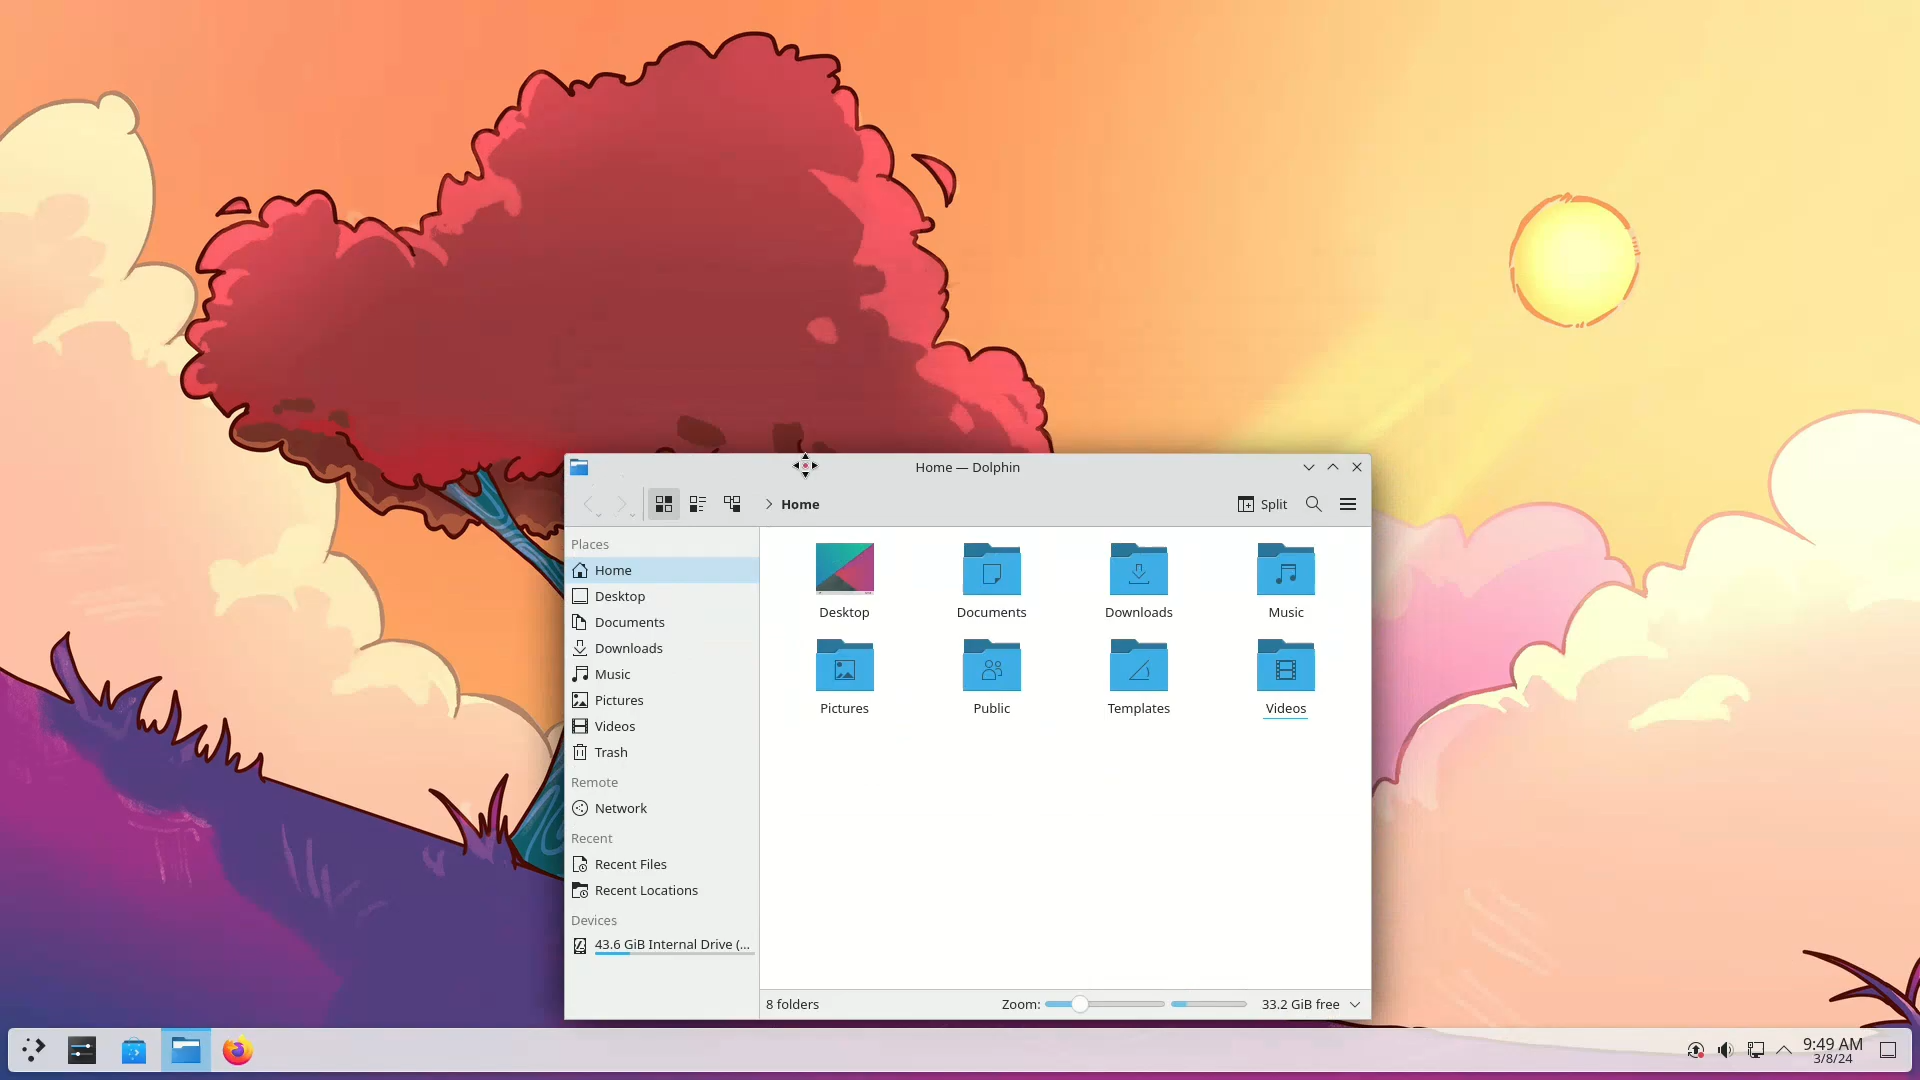 Home — Dolphin
Home
Split
Places
Home
Desktop
Documents
Downloads
Music
Pictures
Videos
Trash
Remote
Network
Recent
Recent Files
Recent Locations
Devices
43.6 GiB Internal Drive (...
Desktop
Documents
Downloads
Music
Pictures
Public
Templates
Videos
8 folders
Zoom:
33.2 GiB free
9:49 AM
3/8/24